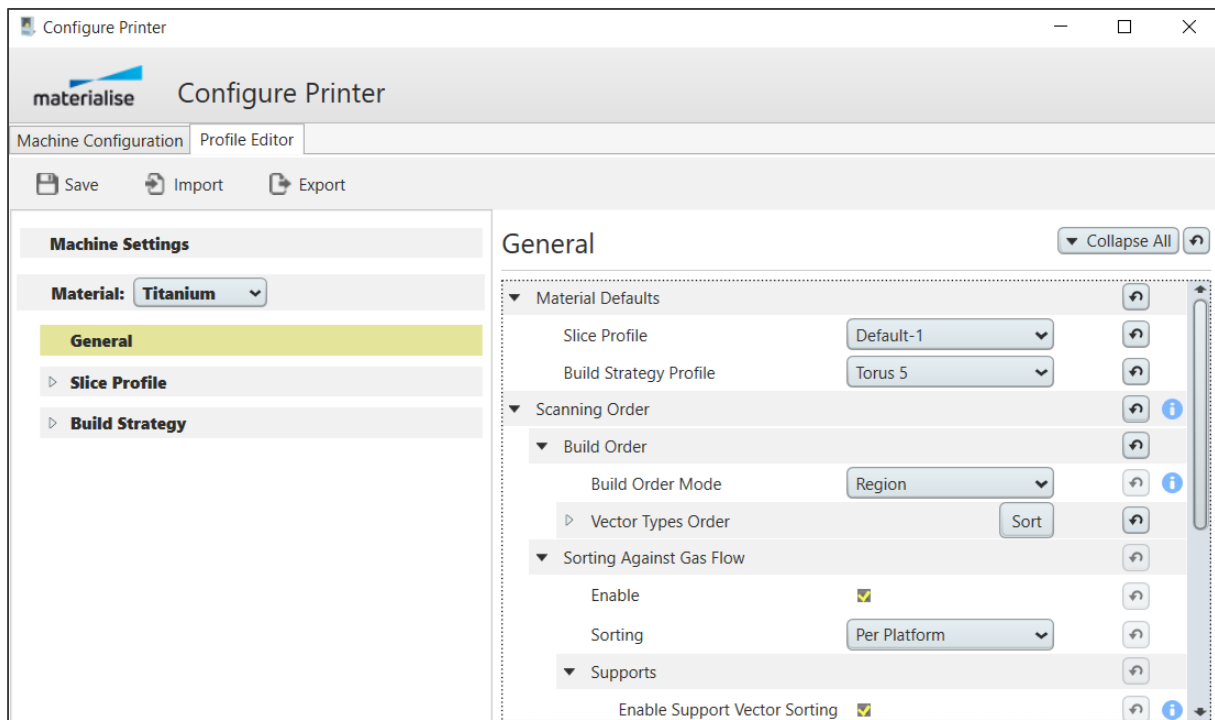 Configure Printer
materialise
Configure Printer
Machine Configuration
Profile Editor
Save
Import
Export
Machine Settings
Material: Titanium
General
Slice Profile
Build Strategy
General
Collapse All
Material Defaults
Slice Profile Default-1
Build Strategy Profile Torus 5
Scanning Order
Build Order
Build Order Mode Region
Vector Types Order Sort
Sorting Against Gas Flow
Enable
Sorting Per Platform
Supports
Enable Support Vector Sorting